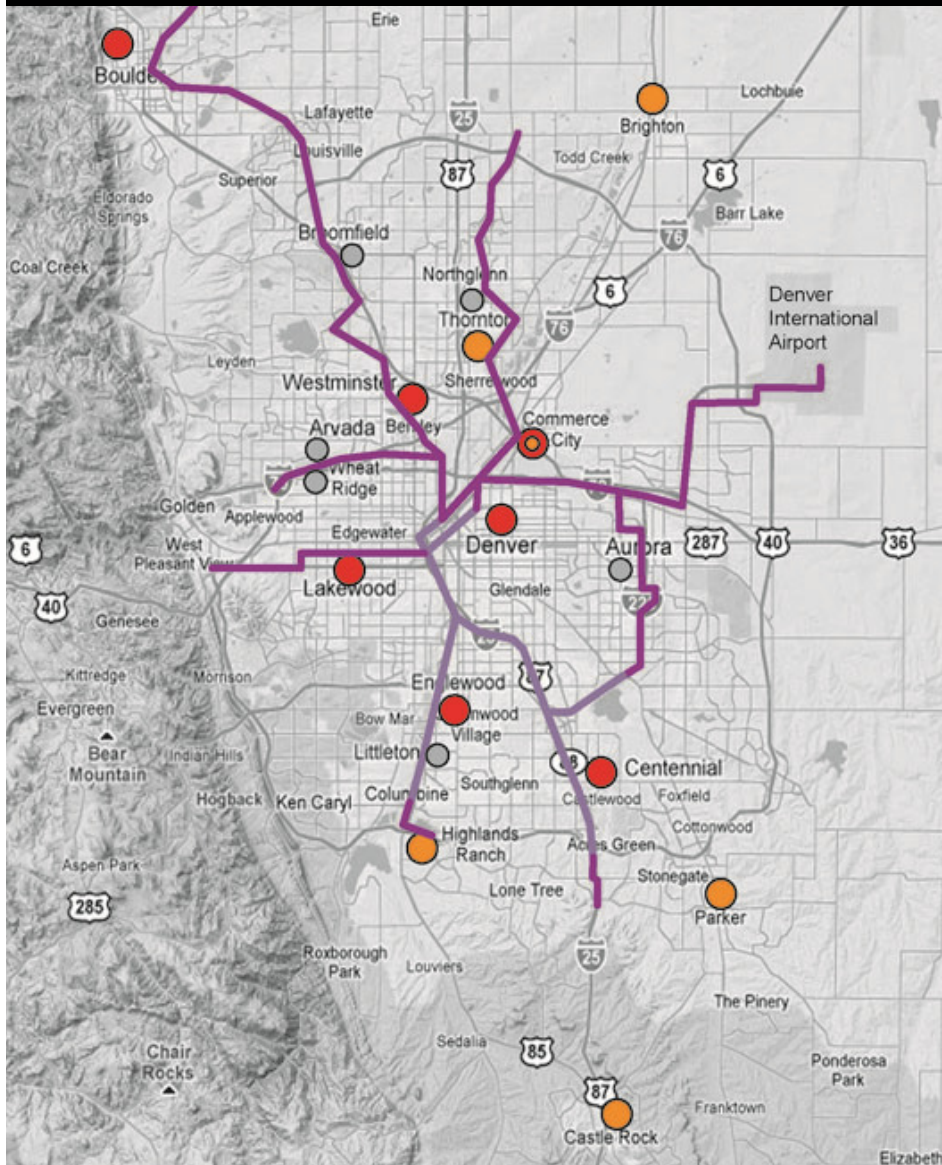 Erie
Boulder
Lochbuie
Lafayette
25
Brighton
Louisville
Todd Creek
87
6
Superior
Eldorado
Springs
Barr Lake
Broomfield
76
Coal Creek
Northglenn
6
Denver
International
Airport
Thornton
76
Leyden
Sherrelwood
Westminster
Berkley
Commerce
City
Arvada
Wheat
Ridge
Golden
Applewood
Edgewater
West
Pleasant View
Denver
Aurora
287
40
36
6
Lakewood
Glendale
40
Genesee
Kittredge
Morrison
87
Englewood
Evergreen
Bow Mar
Village
Bear
Mountain
Indian Hills
Littleton
88
Centennial
Southglenn
Hogback
Ken Caryl
Columbine
Castlewood
Foxfield
Cottonwood
Highlands
Ranch
Acres Green
Aspen Park
Stonegate
Lone Tree
285
Parker
Roxborough
Park
Louviers
25
The Pinery
Sedalia
85
Chair
Rocks
Ponderosa
Park
87
Franktown
Castle Rock
Elizabeth